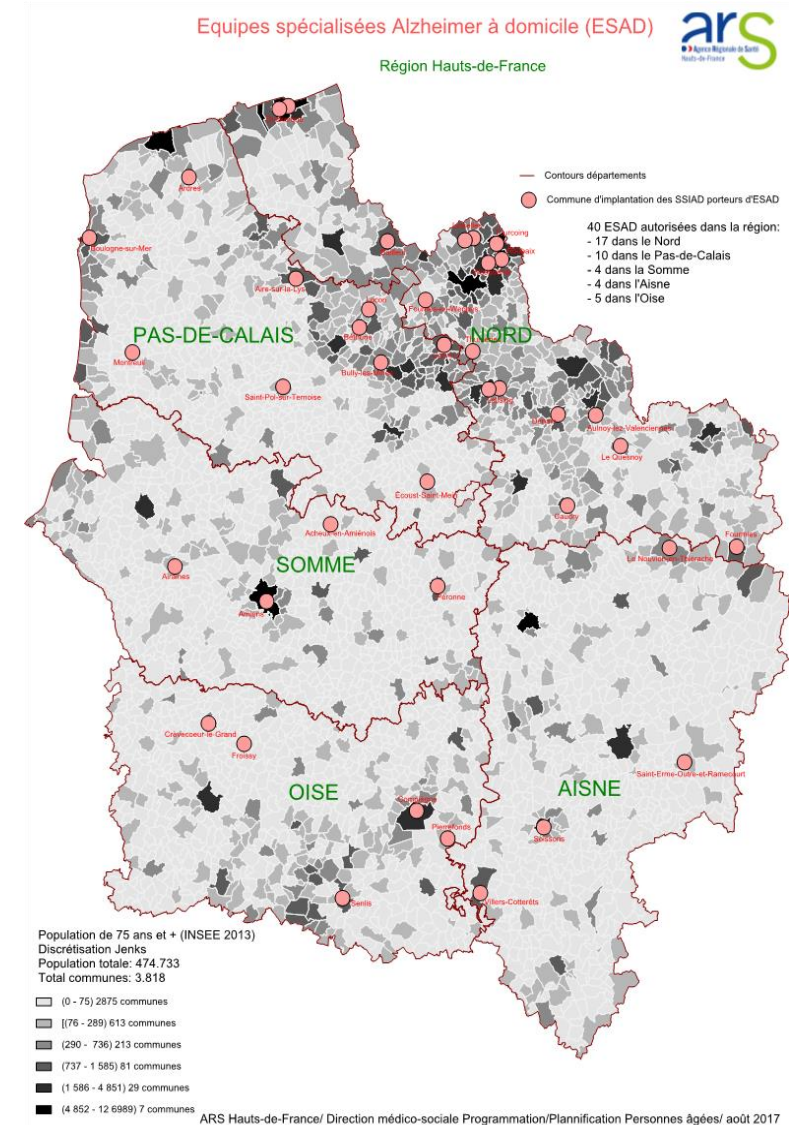 Equipes spécialisées Alzheimer à domicile (ESAD)
ars
Agence Régionale de Santé
Hauts-de-France
Région Hauts-de-France
Contours départements
Commune d'implantation des SSIAD porteurs d'ESAD
40 ESAD autorisées dans la région:
- 17 dans le Nord
- 10 dans le Pas-de-Calais
- 4 dans la Somme
- 4 dans l'Aisne
- 5 dans l'Oise
Ardres
Boulogne-sur-Mer
Aire-sur-la-Lys
PAS-DE-CALAIS
NORD
Montreuil
Béthune
Bully-les-Mines
Saint-Pol-sur-Ternoise
Aulnoy-lez-Valenciennes
Le Quesnoy
Écoust-Saint-Mein
Caudry
Acheux-en-Amiénois
Fourmies
Le Nouvion-en-Thiérache
SOMME
Airaines
Péronne
Amiens
Crèvecoeur-le-Grand
Froissy
Saint-Erme-Outre-et-Ramecourt
OISE
AISNE
Compiègne
Pierrefonds
Soissons
Senlis
Villers-Cotterêts
Population de 75 ans et + (INSEE 2013)
Discrétisation Jenks
Population totale: 474.733
Total communes: 3.818
(0 - 75) 2875 communes
[(76 - 289) 613 communes
(290 - 736) 213 communes
(737 - 1 585) 81 communes
(1 586 - 4 851) 29 communes
(4 852 - 12 6989) 7 communes
ARS Hauts-de-France/ Direction médico-sociale Programmation/Plannification Personnes âgées/ août 2017